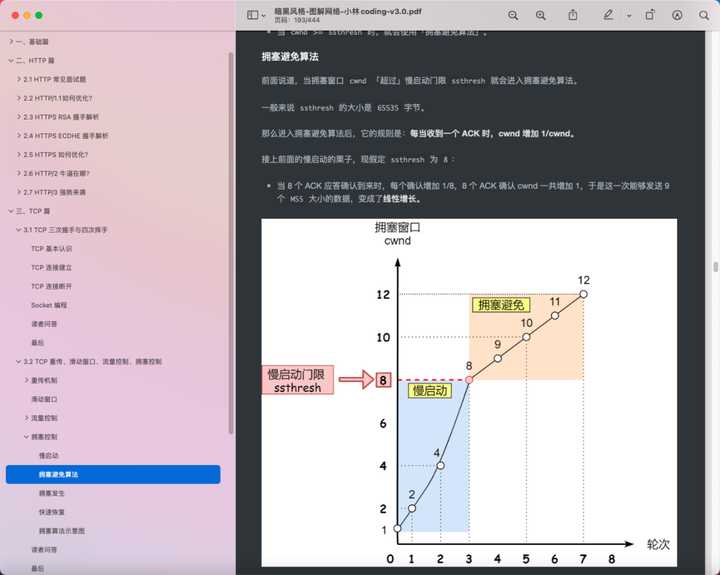 暗黑风格-图解网络-小林coding-v3.0.pdf
页码：193/444
一、基础篇
二、HTTP 篇
2.1 HTTP 常见面试题
2.2 HTTP/1.1如何优化?
2.3 HTTPS RSA 握手解析
2.4 HTTPS ECDHE 握手解析
2.5 HTTPS 如何优化?
2.6 HTTP/2 牛逼在哪?
2.7 HTTP/3 强势来袭
三、TCP 篇
3.1 TCP 三次握手与四次挥手
TCP 基本认识
TCP 连接建立
TCP 连接断开
Socket 编程
读者问答
最后
3.2 TCP 重传、滑动窗口、流量控制、拥塞控制
重传机制
滑动窗口
流量控制
拥塞控制
慢启动
拥塞避免算法
拥塞发生
快速恢复
拥塞算法示意图
读者问答
最后
当 cwnd >= ssthresh 时，就会使用「拥塞避免算法」。
拥塞避免算法
前面说道，当拥塞窗口 cwnd 「超过」慢启动门限 ssthresh 就会进入拥塞避免算法。
一般来说 ssthresh 的大小是 65535 字节。
那么进入拥塞避免算法后，它的规则是：每当收到一个 ACK 时，cwnd 增加 1/cwnd。
接上前面的慢启动的栗子，现假定 ssthresh 为 8：
当 8 个 ACK 应答确认到来时，每个确认增加 1/8，8 个 ACK 确认 cwnd 一共增加 1，于是这一次能够发送 9
个 MSS 大小的数据，变成了线性增长。
拥塞窗口
cwnd
12
12
拥塞避免
11
10
10
9
8
慢启动门限
ssthresh
8
慢启动
6
4
4
2
2
1
轮次
0 1 2 3 4 5 6 7 8